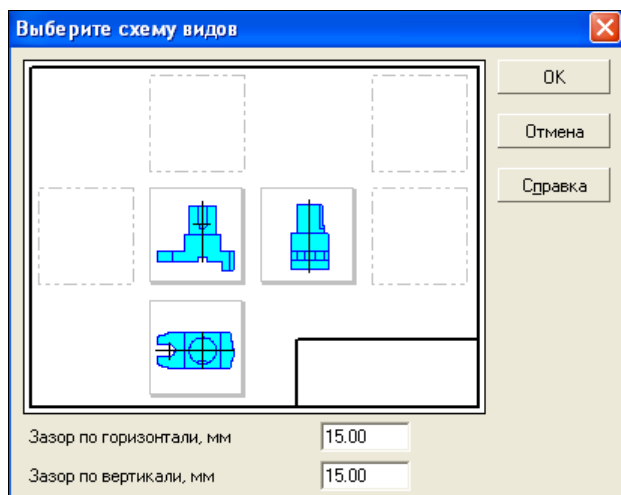 Выберите схему видов
OK
Отмена
Справка
Зазор по горизонтали, мм 15.00
Зазор по вертикали, мм 15.00